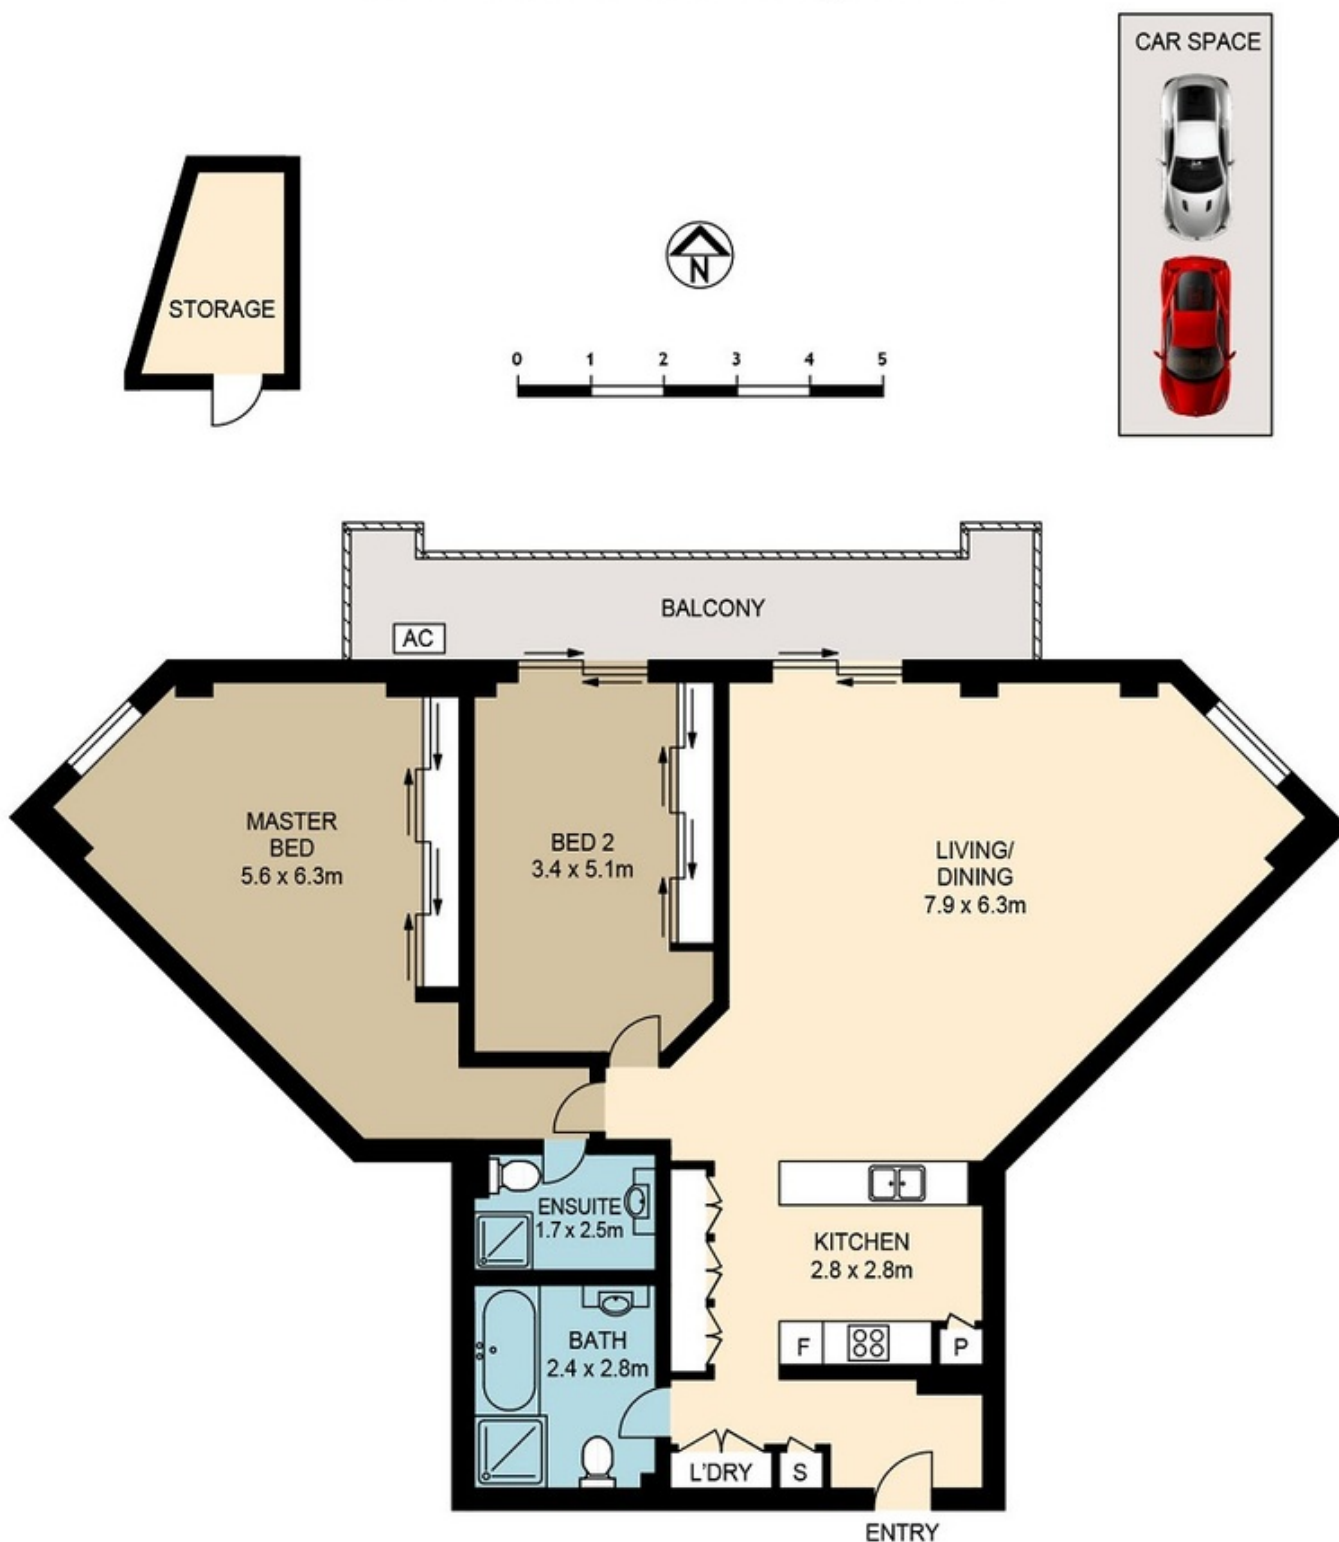 CAR SPACE
STORAGE
N
0 1 2 3 4 5
BALCONY
AC
MASTER
BED
5.6 x 6.3m
BED 2
3.4 x 5.1m
LIVING/
DINING
7.9 x 6.3m
ENSUITE
1.7 x 2.5m
KITCHEN
2.8 x 2.8m
BATH
2.4 x 2.8m
F
P
L'DRY
S
ENTRY